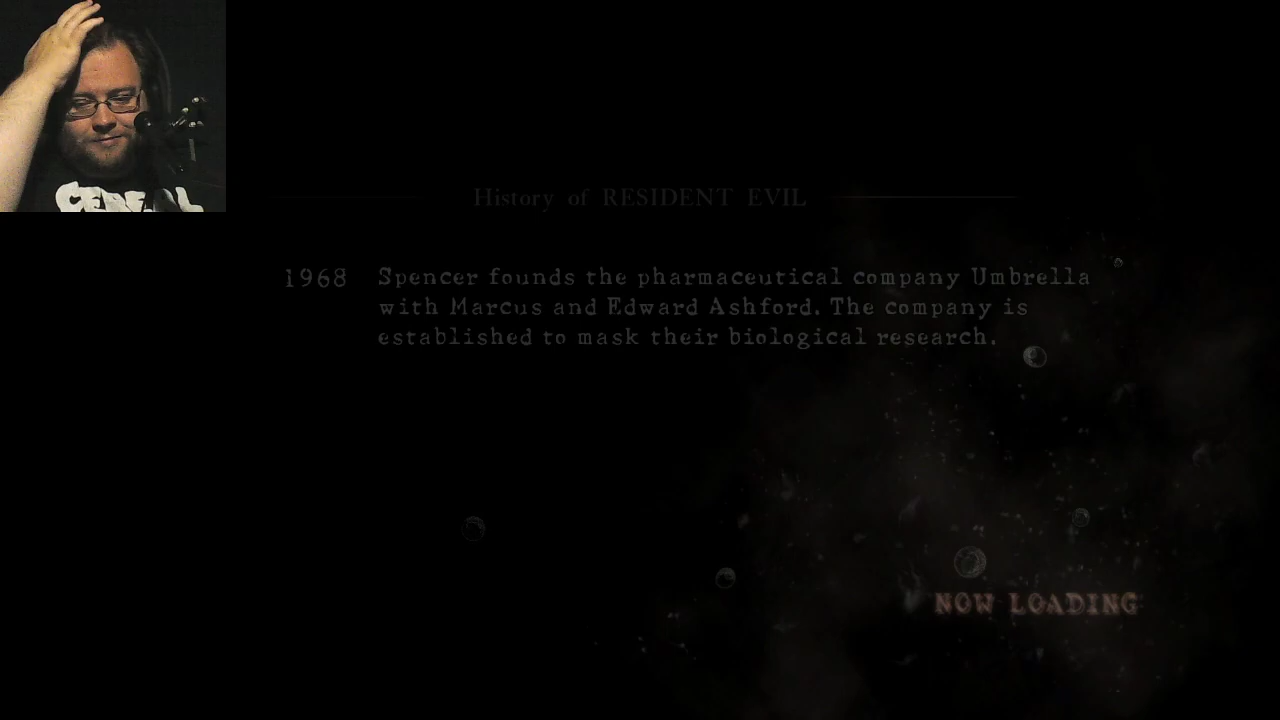 CEREAL
History of RESIDENT EVIL
1968 Spencer founds the pharmaceutical company Umbrella
with Marcus and Edward Ashford. The company is
established to mask their biological research.
NOW LOADING